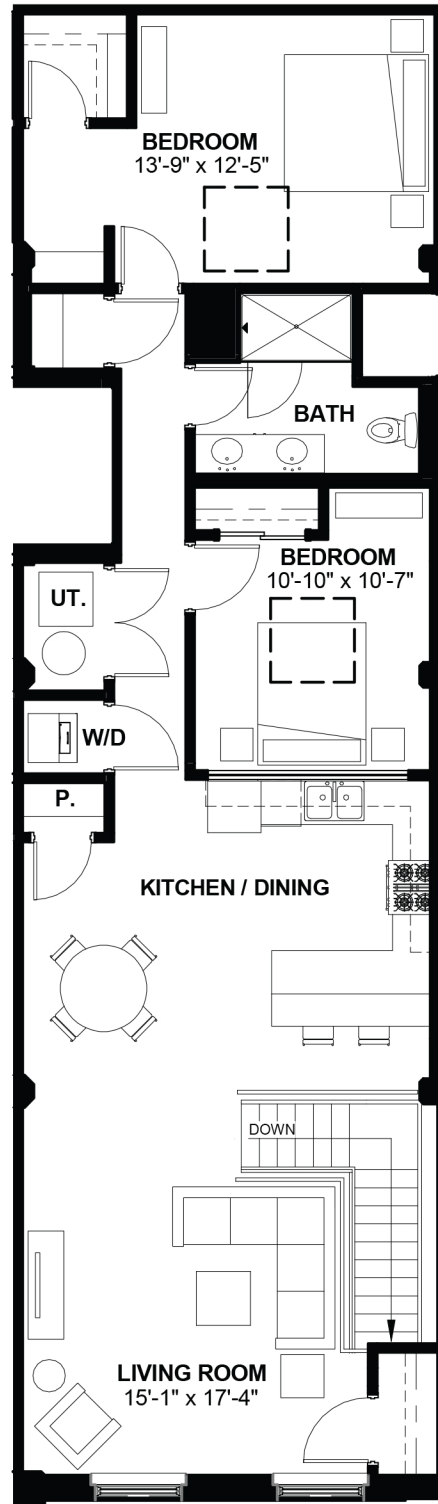 BEDROOM
13'-9" x 12'-5"
BATH
BEDROOM
10'-10" x 10'-7"
UT.
W/D
P.
KITCHEN / DINING
DOWN
LIVING ROOM
15'-1" x 17'-4"